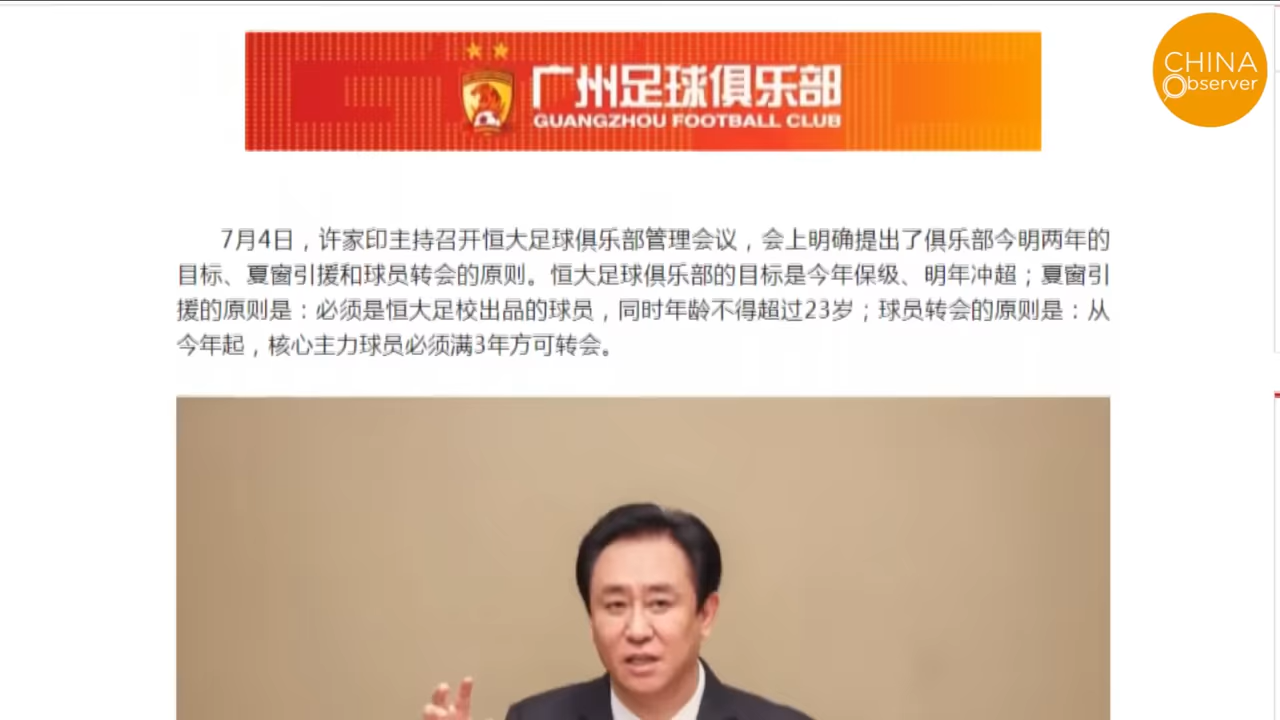 广州足球俱乐部
GUANGZHOU FOOTBALL CLUB
CHINA
Observer
7月4日，许家印主持召开恒大足球俱乐部管理会议，会上明确提出了俱乐部今明两年的
目标、夏窗引援和球员转会的原则。恒大足球俱乐部的目标是今年保级、明年冲超；夏窗引
援的原则是：必须是恒大足校出品的球员，同时年龄不得超过23岁；球员转会的原则是：从
今年起，核心主力球员必须满3年方可转会。